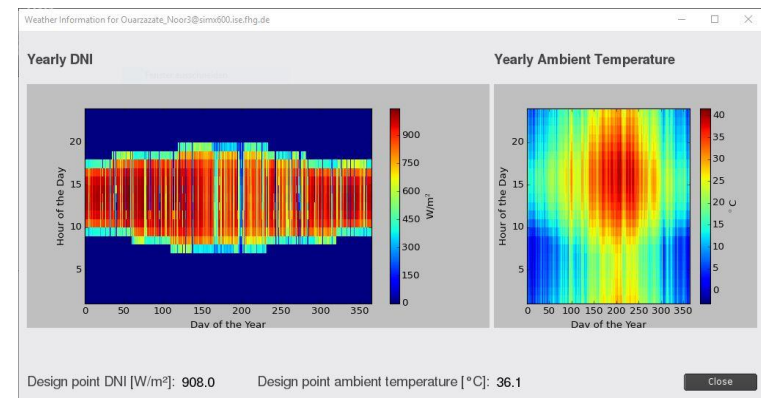 Weather Information for Ouarzazate_Noor3@simx600.ise.fhg.de
Yearly DNI
Yearly Ambient Temperature
20
15
10
5
Hour of the Day
0 50 100 150 200 250 300 350
Day of the Year
900
750
600
450
300
150
0
W/m²
20
15
10
5
Hour of the Day
0 50 100 150 200 250 300 350
Day of the Year
40
35
30
25
20
15
10
5
0
° C
Design point DNI [W/m²]: 908.0
Design point ambient temperature [°C]: 36.1
Close